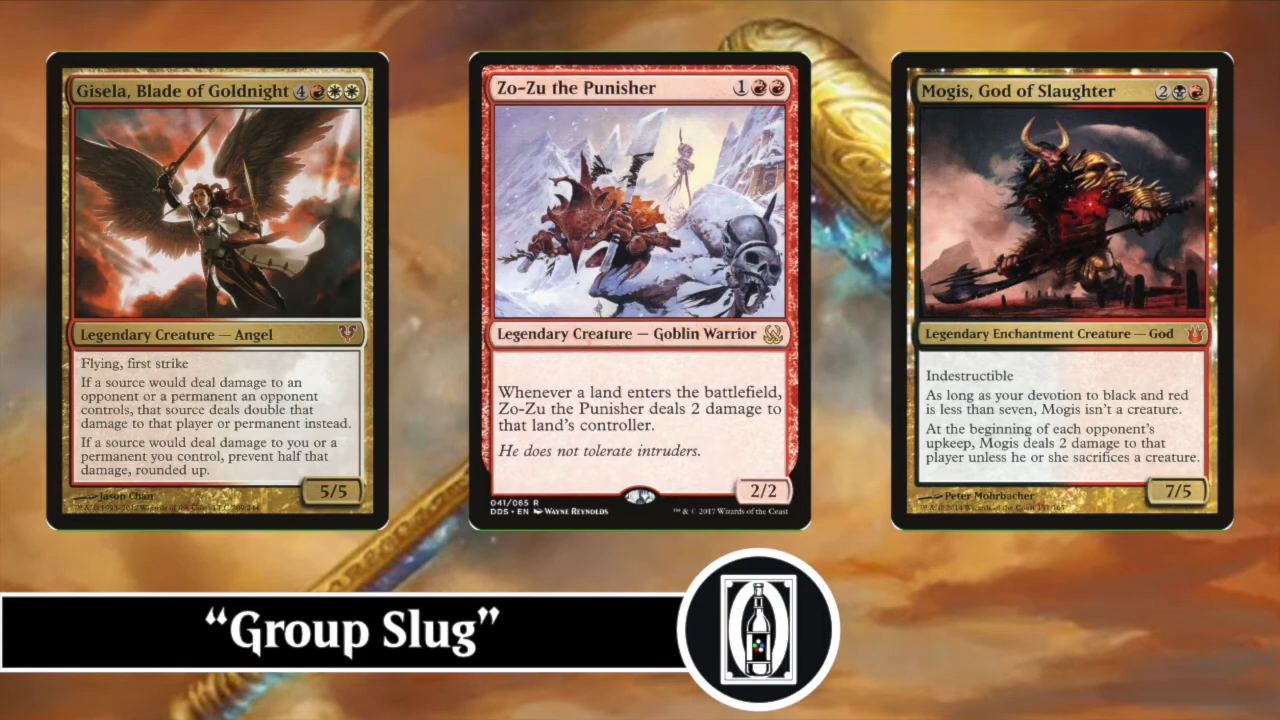 Gisela, Blade of Goldnight 4
Legendary Creature — Angel
Flying, first strike
If a source would deal damage to an
opponent or a permanent an opponent
controls, that source deals double that
damage to that player or permanent instead.
If a source would deal damage to you or a
permanent you control, prevent half that
damage, rounded up.
5/5
Jason Chan
Zo-Zu the Punisher 1
Legendary Creature — Goblin Warrior
Whenever a land enters the battlefield,
Zo-Zu the Punisher deals 2 damage to
that land's controller.
He does not tolerate intruders.
2/2
041/065 R
DDS • EN Wayne Reynolds
™ & © 2017 Wizards of the Coast
Mogis, God of Slaughter 2
Legendary Enchantment Creature — God
Indestructible
As long as your devotion to black and red
is less than seven, Mogis isn't a creature.
At the beginning of each opponent's
upkeep, Mogis deals 2 damage to that
player unless he or she sacrifices a creature.
7/5
Peter Mohrbacher
“Group Slug”